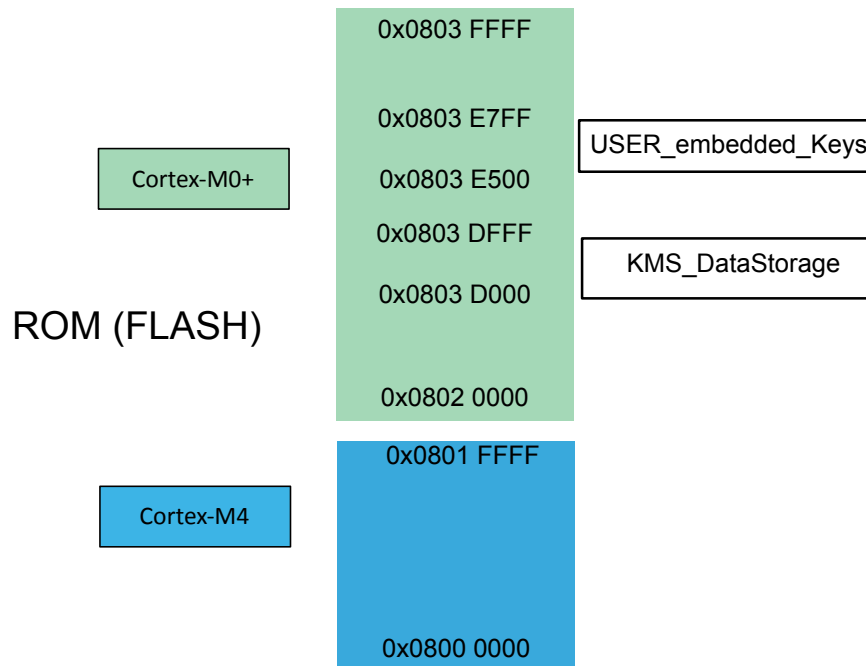 0x0803 FFFF
0x0803 E7FF
USER_embedded_Keys
Cortex-M0+
0x0803 E500
0x0803 DFFF
KMS_DataStorage
0x0803 D000
ROM (FLASH)
0x0802 0000
0x0801 FFFF
Cortex-M4
0x0800 0000